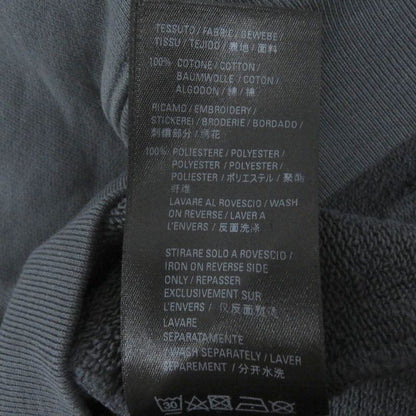 TESSUTO / FABRIC / GEWEBE /
TISSU / TEJIDO / 表地 / 面料
100% COTONE / COTTON /
BAUMWOLLE / COTON /
ALGODON / 綿 / 棉
RICAMO / EMBROIDERY /
STICKEREI / BRODERIE / BORDADO /
刺繍部分 / 绣花
100% POLIESTERE / POLYESTER /
POLYESTER / POLYESTER /
POLIESTER / ポリエステル / 聚酯
纤维
LAVARE AL ROVESCIO / WASH
ON REVERSE / LAVER A
L'ENVERS / 反面洗涤
STIRARE SOLO A ROVESCIO /
IRON ON REVERSE SIDE
ONLY / REPASSER
EXCLUSIVEMENT SUR
L'ENVERS / 仅反面熨烫
LAVARE
SEPARATAMENTE
/ WASH SEPARATELY / LAVER
SEPAREMENT / 分开水洗
30